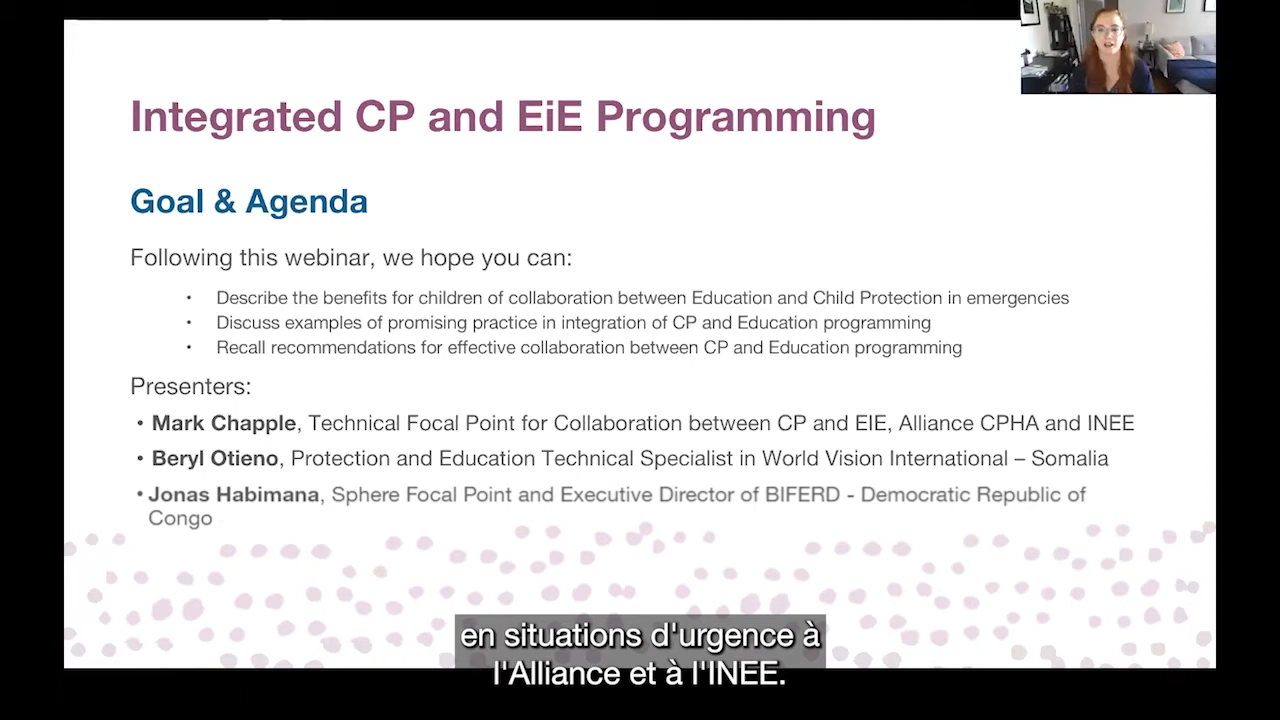 Integrated CP and EiE Programming
Goal & Agenda
Following this webinar, we hope you can:
• Describe the benefits for children of collaboration between Education and Child Protection in emergencies
• Discuss examples of promising practice in integration of CP and Education programming
• Recall recommendations for effective collaboration between CP and Education programming
Presenters:
• Mark Chapple, Technical Focal Point for Collaboration between CP and EIE, Alliance CPHA and INEE
• Beryl Otieno, Protection and Education Technical Specialist in World Vision International – Somalia
• Jonas Habimana, Sphere Focal Point and Executive Director of BIFERD - Democratic Republic of
Congo
en situations d'urgence à
l'Alliance et à l'INEE.